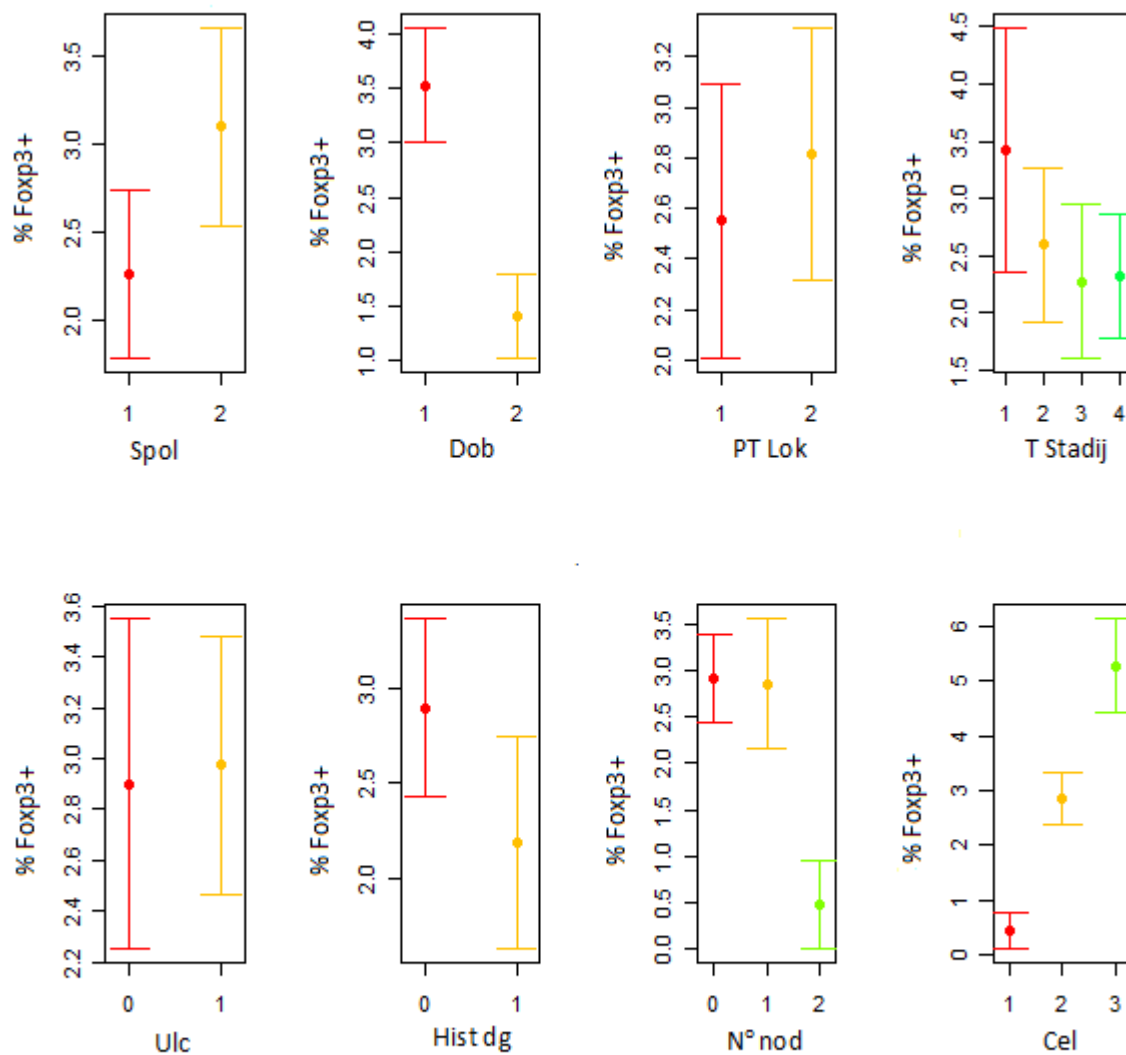 % Foxp3+
2.0 2.5 3.0 3.5
1 2
Spol
% Foxp3+
1.0 1.5 2.0 2.5 3.0 3.5 4.0
1 2
Dob
% Foxp3+
2.0 2.2 2.4 2.6 2.8 3.0 3.2
1 2
PT Lok
% Foxp3+
1.5 2.0 2.5 3.0 3.5 4.0 4.5
1 2 3 4
T Stadij
% Foxp3+
2.2 2.4 2.6 2.8 3.0 3.2 3.4 3.6
0 1
Ulc
% Foxp3+
2.0 2.5 3.0
0 1
Hist dg
% Foxp3+
0.0 0.5 1.0 1.5 2.0 2.5 3.0 3.5
0 1 2
N° nod
% Foxp3+
0 1 2 3 4 5 6
1 2 3
Cel